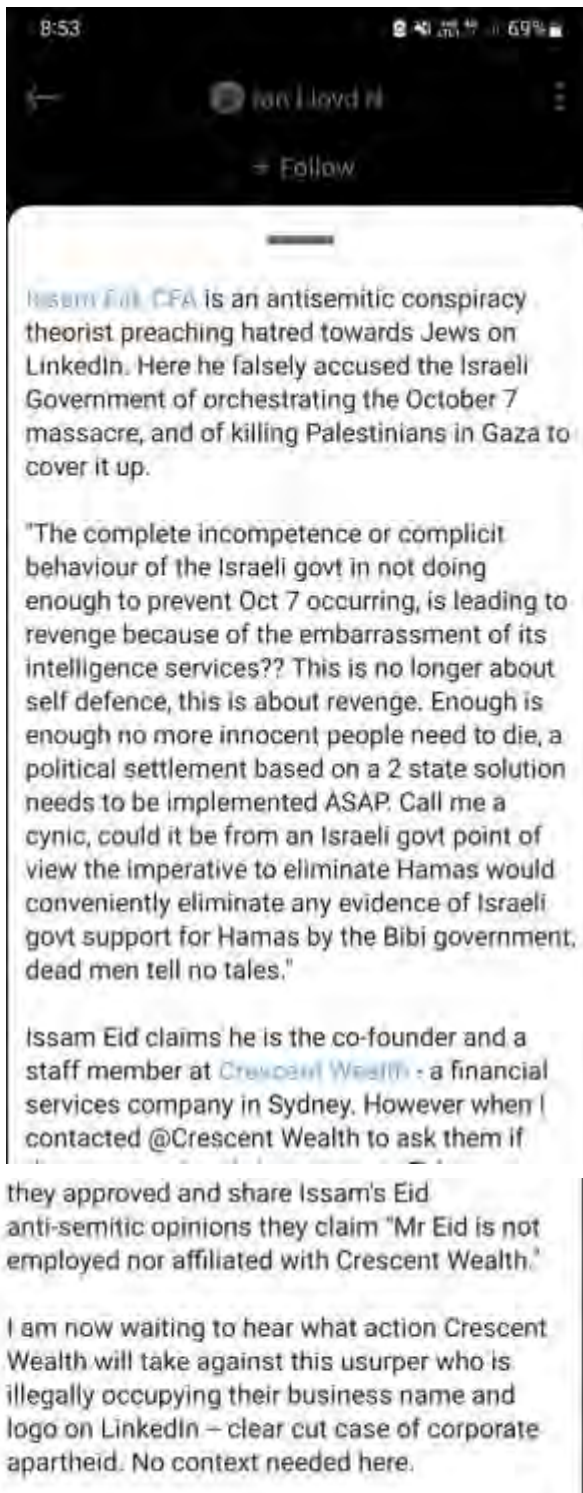 8:53
69%
+ Follow
CFA is an antisemitic conspiracy
theorist preaching hatred towards Jews on
LinkedIn. Here he falsely accused the Israeli
Government of orchestrating the October 7
massacre, and of killing Palestinians in Gaza to
cover it up.
"The complete incompetence or complicit
behaviour of the Israeli govt in not doing
enough to prevent Oct 7 occurring, is leading to
revenge because of the embarrassment of its
intelligence services?? This is no longer about
self defence, this is about revenge. Enough is
enough no more innocent people need to die, a
political settlement based on a 2 state solution
needs to be implemented ASAP. Call me a
cynic, could it be from an Israeli govt point of
view the imperative to eliminate Hamas would
conveniently eliminate any evidence of Israeli
govt support for Hamas by the Bibi government,
dead men tell no tales."
Issam Eid claims he is the co-founder and a
staff member at Crescent Wealth - a financial
services company in Sydney. However when I
contacted @Crescent Wealth to ask them if
they approved and share Issam's Eid
anti-semitic opinions they claim "Mr Eid is not
employed nor affiliated with Crescent Wealth."
I am now waiting to hear what action Crescent
Wealth will take against this usurper who is
illegally occupying their business name and
logo on LinkedIn – clear cut case of corporate
apartheid. No context needed here.